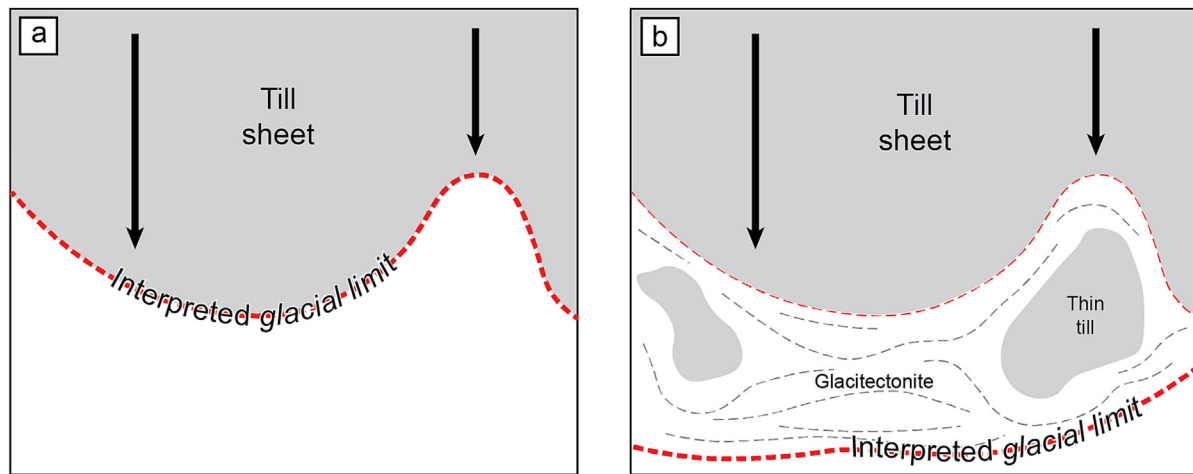 a
Till
sheet
Interpreted glacial limit
b
Till
sheet
Thin
till
Glacitectonite
Interpreted glacial limit